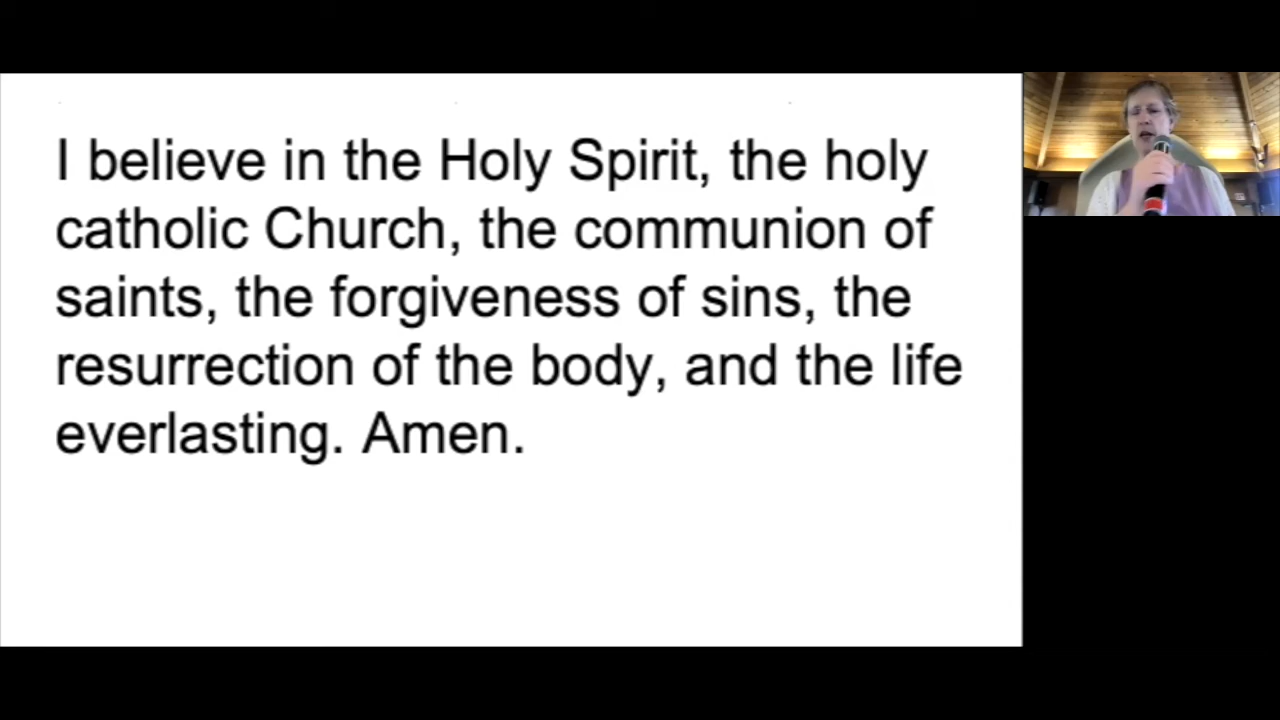 I believe in the Holy Spirit, the holy
catholic Church, the communion of
saints, the forgiveness of sins, the
resurrection of the body, and the life
everlasting. Amen.